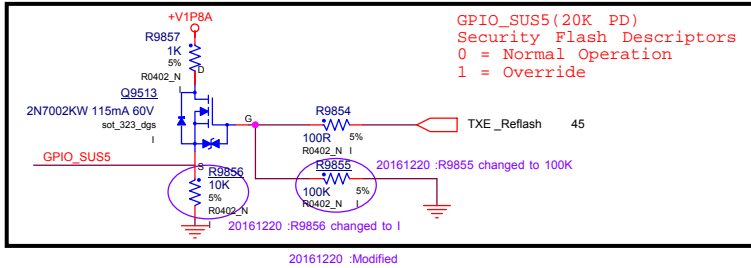 +V1P8A
GPIO_SUS5(20K PD)
Security Flash Descriptors
0 = Normal Operation
1 = Override
R9857
1K
5%
R0402_N
I
D
Q9513
2N7002KW 115mA 60V
sot_323_dgs
I
G
S
R9854
100R
5%
R0402_N
I
TXE_Reflash
45
GPIO_SUS5
R9856
10K
5%
R0402_N
I
R9855
100K
5%
R0402_N
I
20161220 :R9855 changed to 100K
20161220 :R9856 changed to I
20161220 :Modified